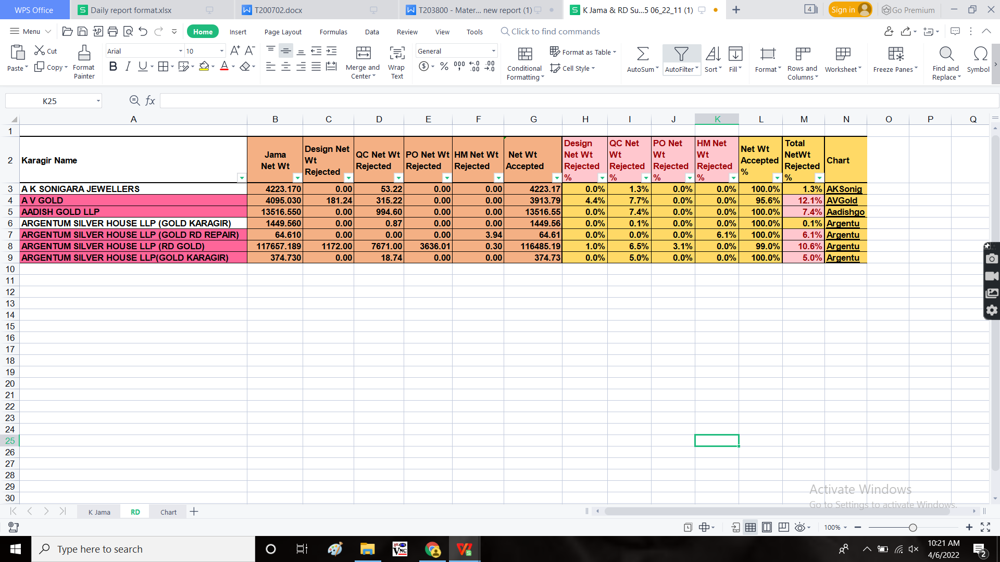 WPS Office
Daily report format.xlsx
T200702.docx
T203800 - Mater... new report (1)
K Jama & RD Su...5 06_22_11 (1)
4
Sign in
Go Premium
Menu
Home
Insert
Page Layout
Formulas
Data
Review
View
Tools
Click to find commands
Paste
Cut
Copy
Format Painter
Arial
10
Merge and Center
Wrap Text
General
Conditional Formatting
Format as Table
Cell Style
AutoSum
AutoFilter
Sort
Fill
Format
Rows and Columns
Worksheet
Freeze Panes
Find and Replace
Symbol
K25
fx
A B C D E F G H I J K L M N O P Q
1
2 Karagir Name Jama Net Wt Design Net Wt Rejected QC Net Wt Rejected PO Net Wt Rejected HM Net Wt Rejected Net Wt Accepted Design Net Wt Rejected % QC Net Wt Rejected % PO Net Wt Rejected % HM Net Wt Rejected % Net Wt Accepted % Total NetWt Rejected % Chart
3 A K SONIGARA JEWELLERS 4223.170 0.00 53.22 0.00 0.00 4223.17 0.0% 1.3% 0.0% 0.0% 100.0% 1.3% AKSonig
4 A V GOLD 4095.030 181.24 315.22 0.00 0.00 3913.79 4.4% 7.7% 0.0% 0.0% 95.6% 12.1% AVGold
5 AADISH GOLD LLP 13516.550 0.00 994.60 0.00 0.00 13516.55 0.0% 7.4% 0.0% 0.0% 100.0% 7.4% Aadishgo
6 ARGENTUM SILVER HOUSE LLP (GOLD KARAGIR) 1449.560 0.00 0.87 0.00 0.00 1449.56 0.0% 0.1% 0.0% 0.0% 100.0% 0.1% Argentu
7 ARGENTUM SILVER HOUSE LLP (GOLD RD REPAIR) 64.610 0.00 0.00 0.00 3.94 64.61 0.0% 0.0% 0.0% 6.1% 100.0% 6.1% Argentu
8 ARGENTUM SILVER HOUSE LLP (RD GOLD) 117657.189 1172.00 7671.00 3636.01 0.30 116485.19 1.0% 6.5% 3.1% 0.0% 99.0% 10.6% Argentu
9 ARGENTUM SILVER HOUSE LLP(GOLD KARAGIR) 374.730 0.00 18.74 0.00 0.00 374.73 0.0% 5.0% 0.0% 0.0% 100.0% 5.0% Argentu
10
11
12
13
14
15
16
17
18
19
20
21
22
23
24
25
26
27
28
29
30
Activate Windows
Go to Settings to activate Windows.
K Jama
RD
Chart
100%
Type here to search
VNC
10:21 AM
4/6/2022
2